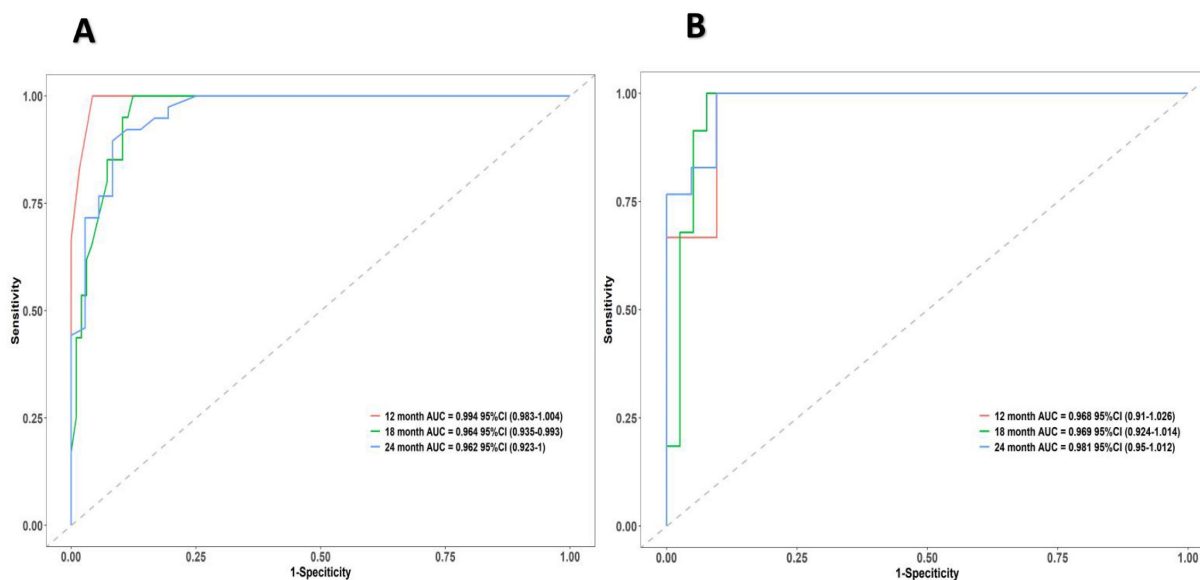 A
1.00
0.75
0.50
0.25
0.00
Sensitivity
12 month AUC = 0.994 95%CI (0.983-1.004)
18 month AUC = 0.964 95%CI (0.935-0.993)
24 month AUC = 0.962 95%CI (0.923-1)
0.00 0.25 0.50 0.75 1.00
1-Speciticity
B
1.00
0.75
0.50
0.25
0.00
Sensitivity
12 month AUC = 0.968 95%CI (0.91-1.026)
18 month AUC = 0.969 95%CI (0.924-1.014)
24 month AUC = 0.981 95%CI (0.95-1.012)
0.00 0.25 0.50 0.75 1.00
1-Speciticity